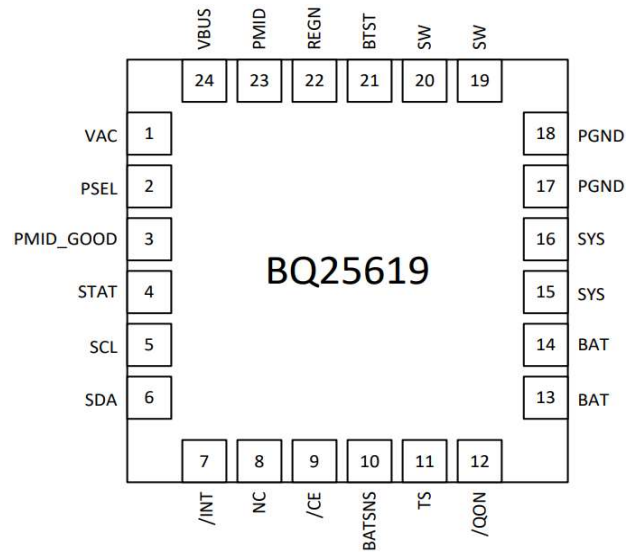 VBUS PMID REGN BTST SW SW
24 23 22 21 20 19
VAC 1 18 PGND
PSEL 2 17 PGND
PMID_GOOD 3 16 SYS
BQ25619
STAT 4 15 SYS
SCL 5 14 BAT
SDA 6 13 BAT
7 8 9 10 11 12
/INT NC /CE BATSNS TS /QON